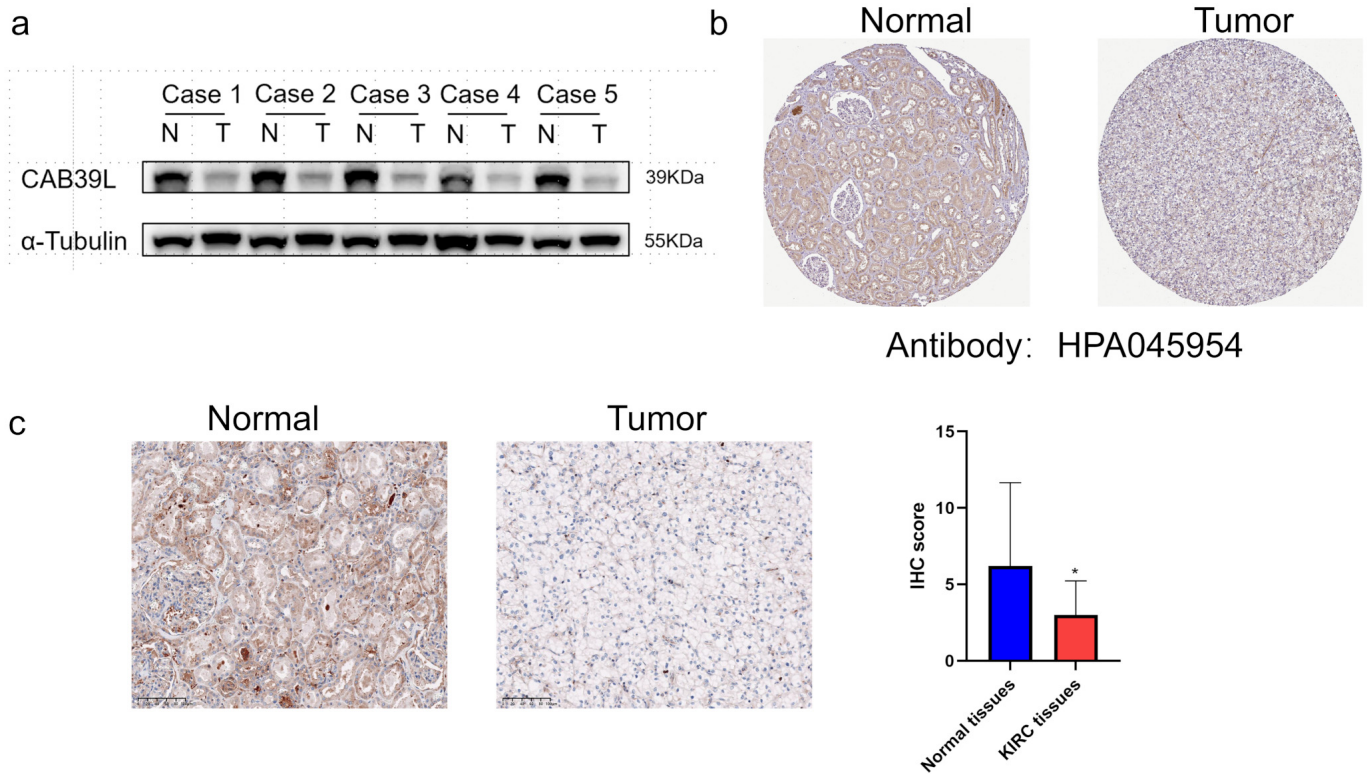 a
Case 1 Case 2 Case 3 Case 4 Case 5
N T N T N T N T N T
CAB39L 39KDa
α-Tubulin 55KDa
b
Normal Tumor
Antibody: HPA045954
c
Normal Tumor
IHC score
15
10
5
0
*
Normal tissues
KIRC tissues